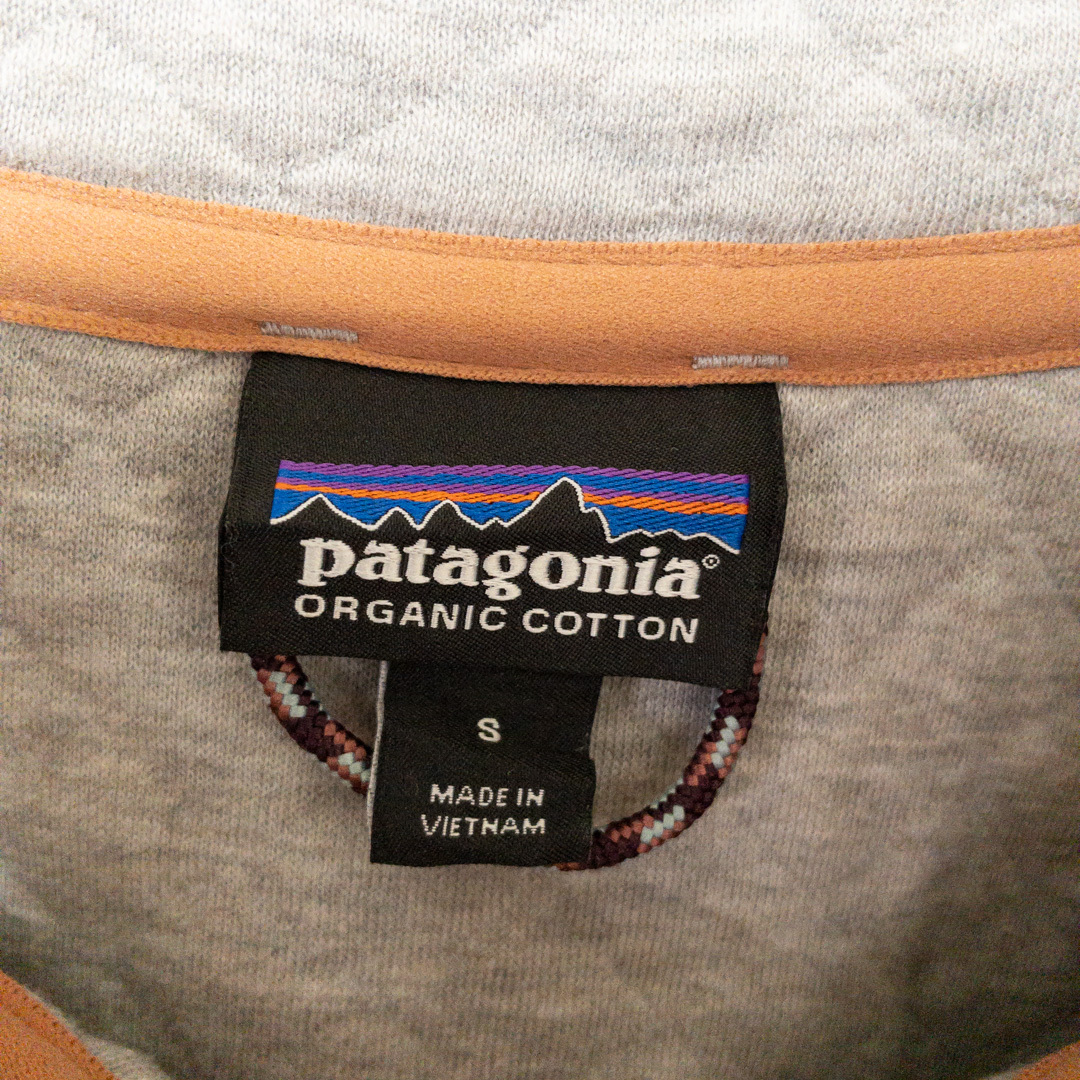 patagonia®
ORGANIC COTTON
S
MADE IN
VIETNAM